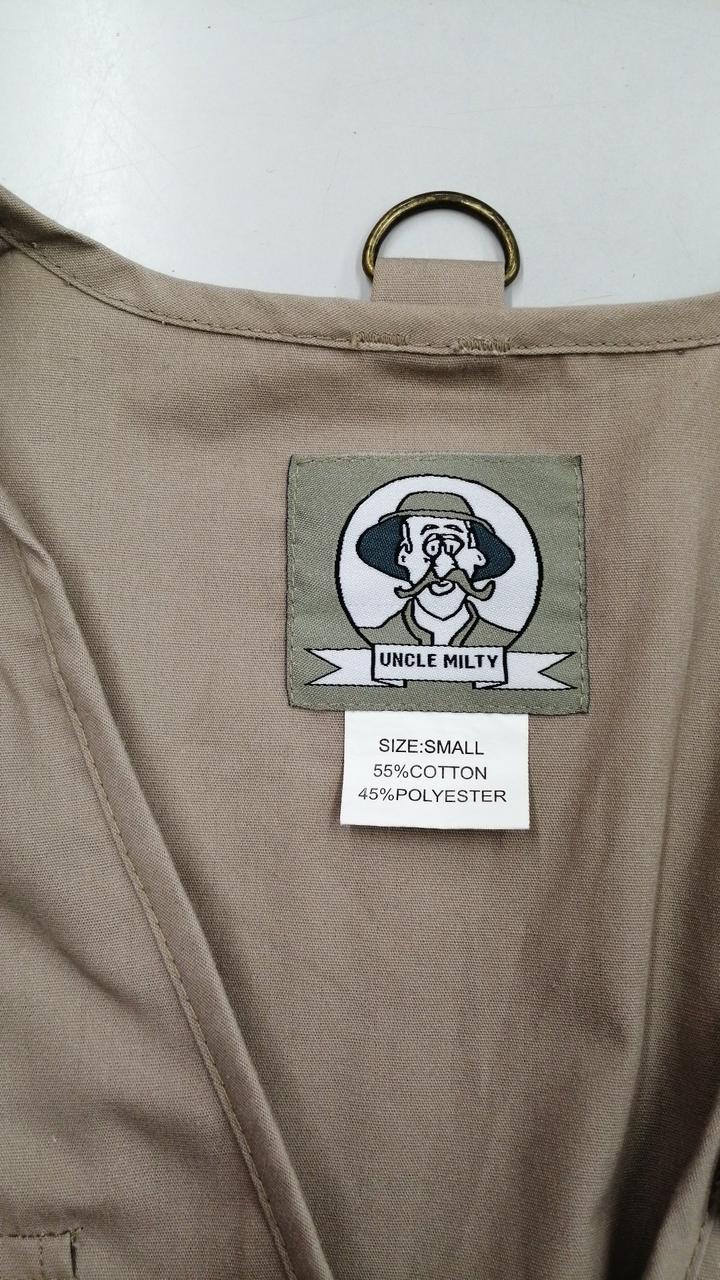 UNCLE MILTY
SIZE:SMALL
55%COTTON
45%POLYESTER